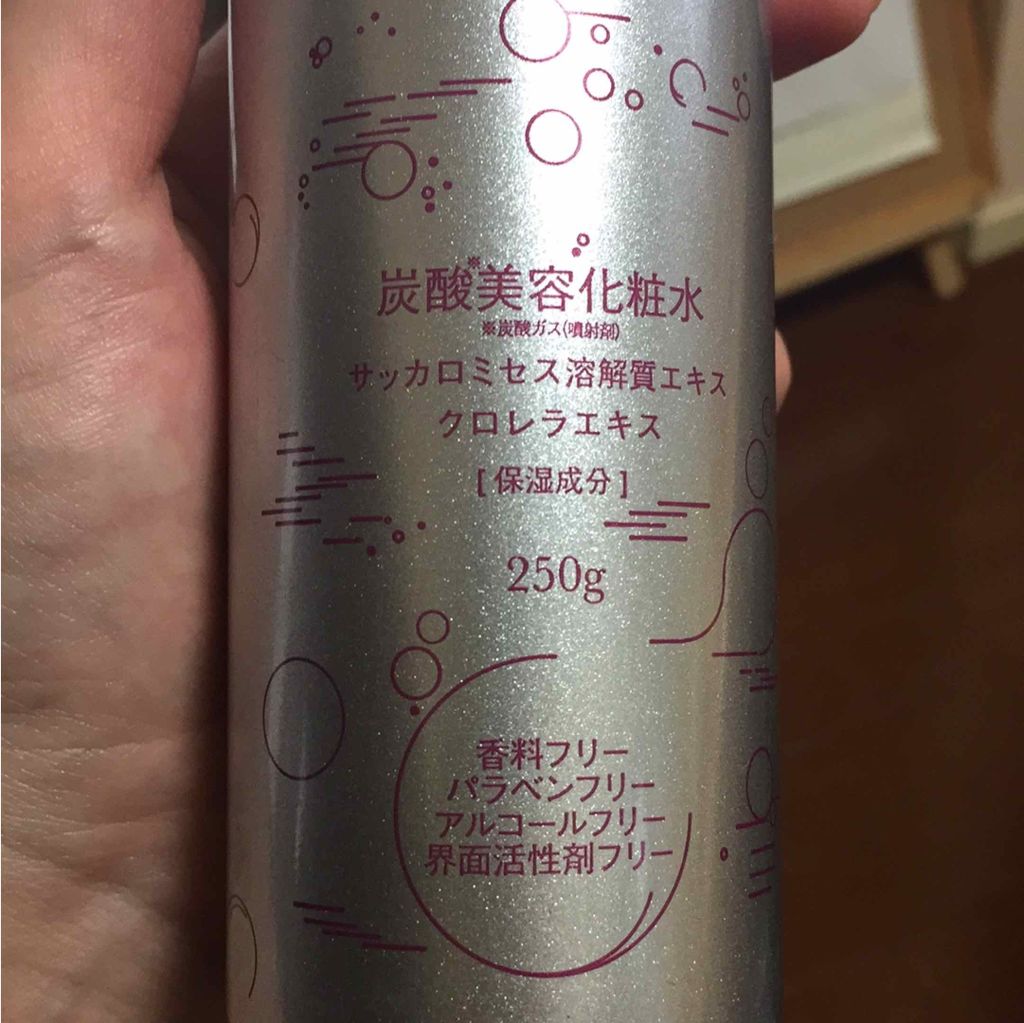 炭酸※美容化粧水
※炭酸ガス(噴射剤)
サッカロミセス溶解質エキス
クロレラエキス
[保湿成分]
250g
香料フリー
パラベンフリー
アルコールフリー
界面活性剤フリー